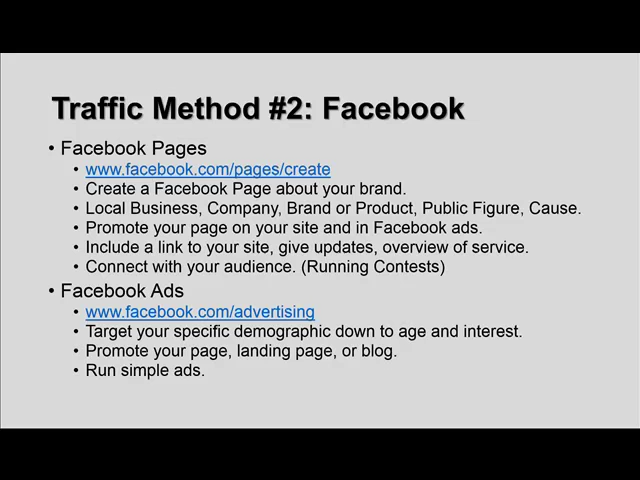 Traffic Method #2: Facebook
• Facebook Pages
• www.facebook.com/pages/create
• Create a Facebook Page about your brand.
• Local Business, Company, Brand or Product, Public Figure, Cause.
• Promote your page on your site and in Facebook ads.
• Include a link to your site, give updates, overview of service.
• Connect with your audience. (Running Contests)
• Facebook Ads
• www.facebook.com/advertising
• Target your specific demographic down to age and interest.
• Promote your page, landing page, or blog.
• Run simple ads.